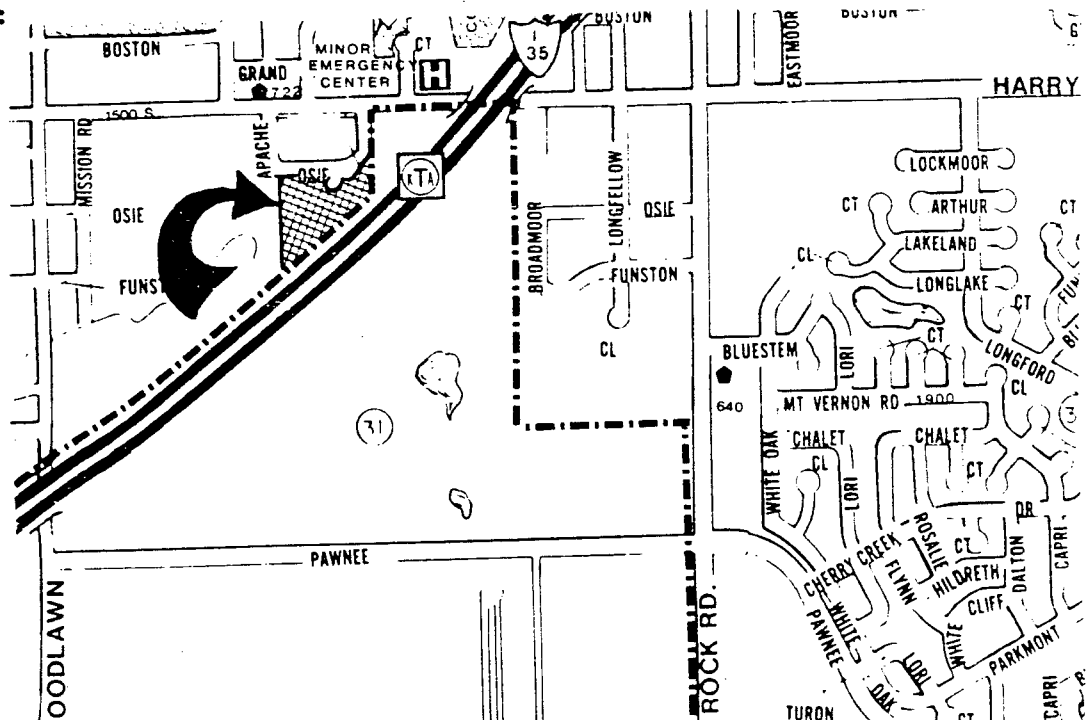 BOSTON
BOSTON
BOSTON
MINOR
EMERGENCY
CENTER
CT
H
I
35
EASTMOOR
GRAND
722
HARRY
1500 S.
MISSION RD
APACHE
OSIE
KTA
OSIE
FUNST
BROADMOOR
LONGFELLOW
OSIE
FUNSTON
CL
LOCKMOOR
CT
ARTHUR
CT
LAKELAND
CL
LONGLAKE
CT
CT
LONGFORD
BLUESTEM
LORI
CL
640
MT VERNON RD
1900
31
CHALET
CHALET
CL
CT
WHITE OAK
LORI
DR
ROSALIE
CT
CHERRY CREEK
FLYNN
HILDRETH
DALTON
CAPRI
CLIFF
PAWNEE
WHITE
OAK
PAWNEE
WHITE
LORI
PARKMONT
OODLAWN
ROCK RD.
TURON
CT
CAPRI